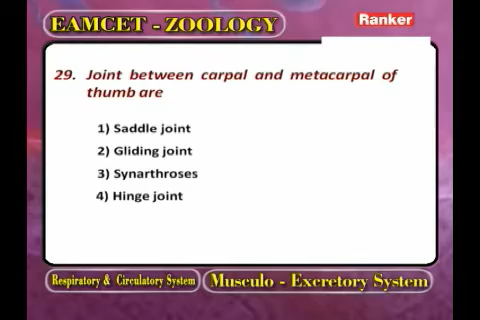 EAMCET - ZOOLOGY
Ranker
29. Joint between carpal and metacarpal of
thumb are
1) Saddle joint
2) Gliding joint
3) Synarthroses
4) Hinge joint
Respiratory & Circulatory System
Musculo - Excretory System